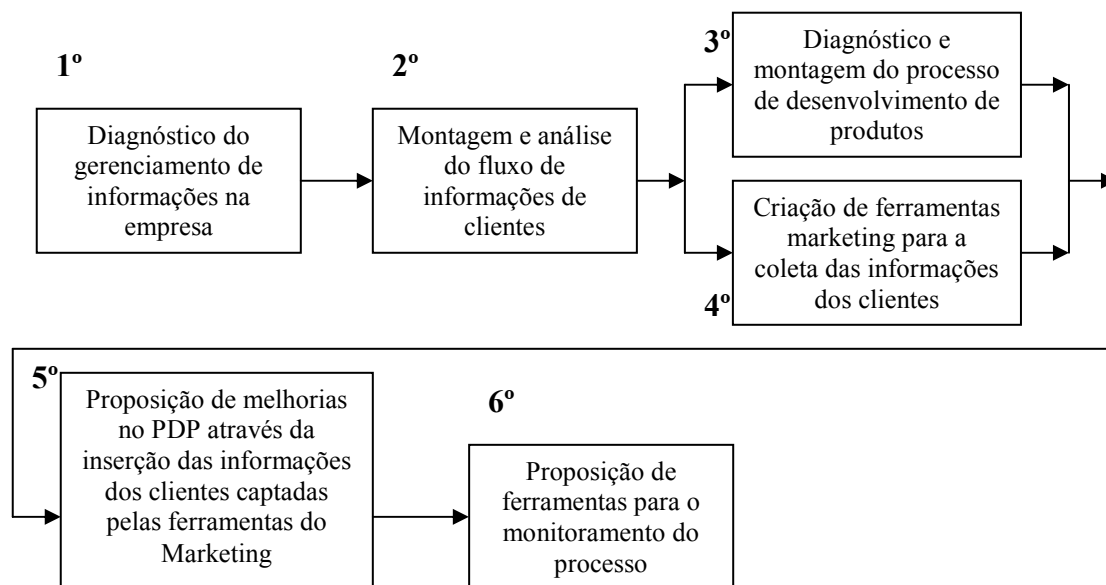 1º
Diagnóstico do
gerenciamento de
informações na
empresa
2º
Montagem e análise
do fluxo de
informações de
clientes
3º
Diagnóstico e
montagem do processo
de desenvolvimento de
produtos
4º
Criação de ferramentas
marketing para a
coleta das informações
dos clientes
5º
Proposição de melhorias
no PDP através da
inserção das informações
dos clientes captadas
pelas ferramentas do
Marketing
6º
Proposição de
ferramentas para o
monitoramento do
processo